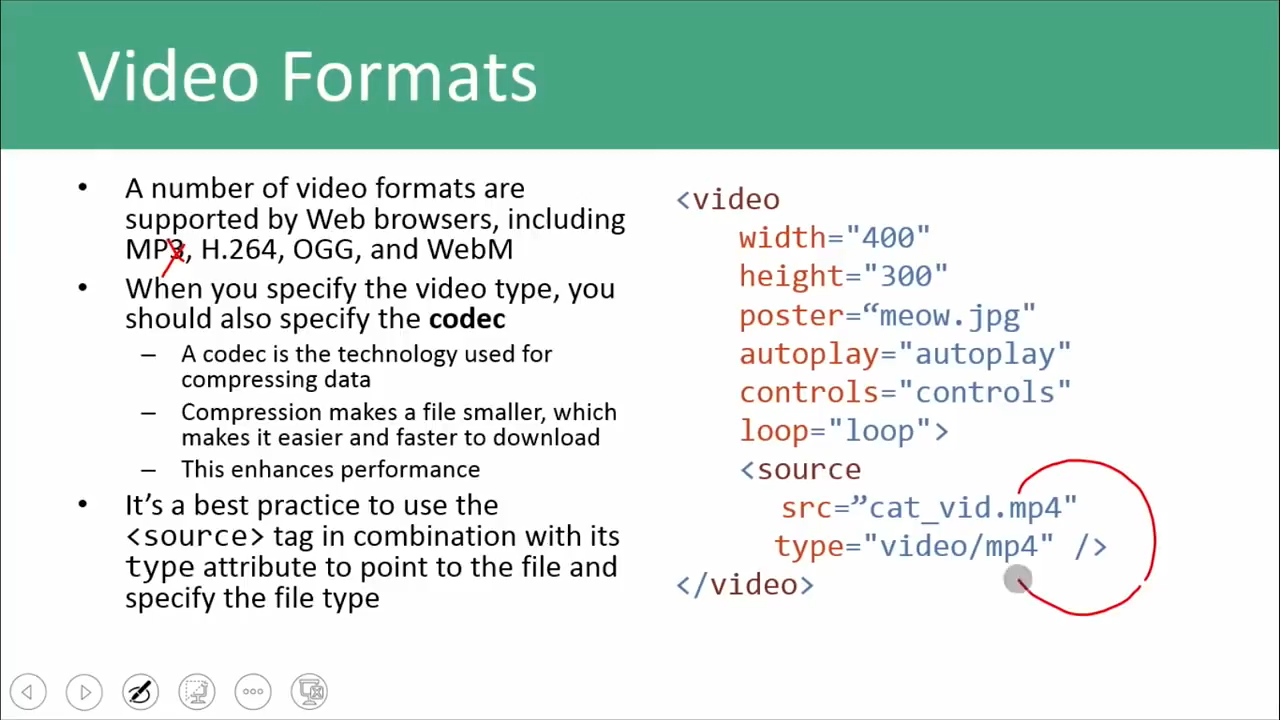 Video Formats
• A number of video formats are
supported by Web browsers, including
MP3, H.264, OGG, and WebM
• When you specify the video type, you
should also specify the codec
– A codec is the technology used for
compressing data
– Compression makes a file smaller, which
makes it easier and faster to download
– This enhances performance
• It’s a best practice to use the
<source> tag in combination with its
type attribute to point to the file and
specify the file type
<video
width="400"
height="300"
poster=“meow.jpg"
autoplay="autoplay"
controls="controls"
loop="loop">
<source
src=”cat_vid.mp4"
type="video/mp4" />
</video>